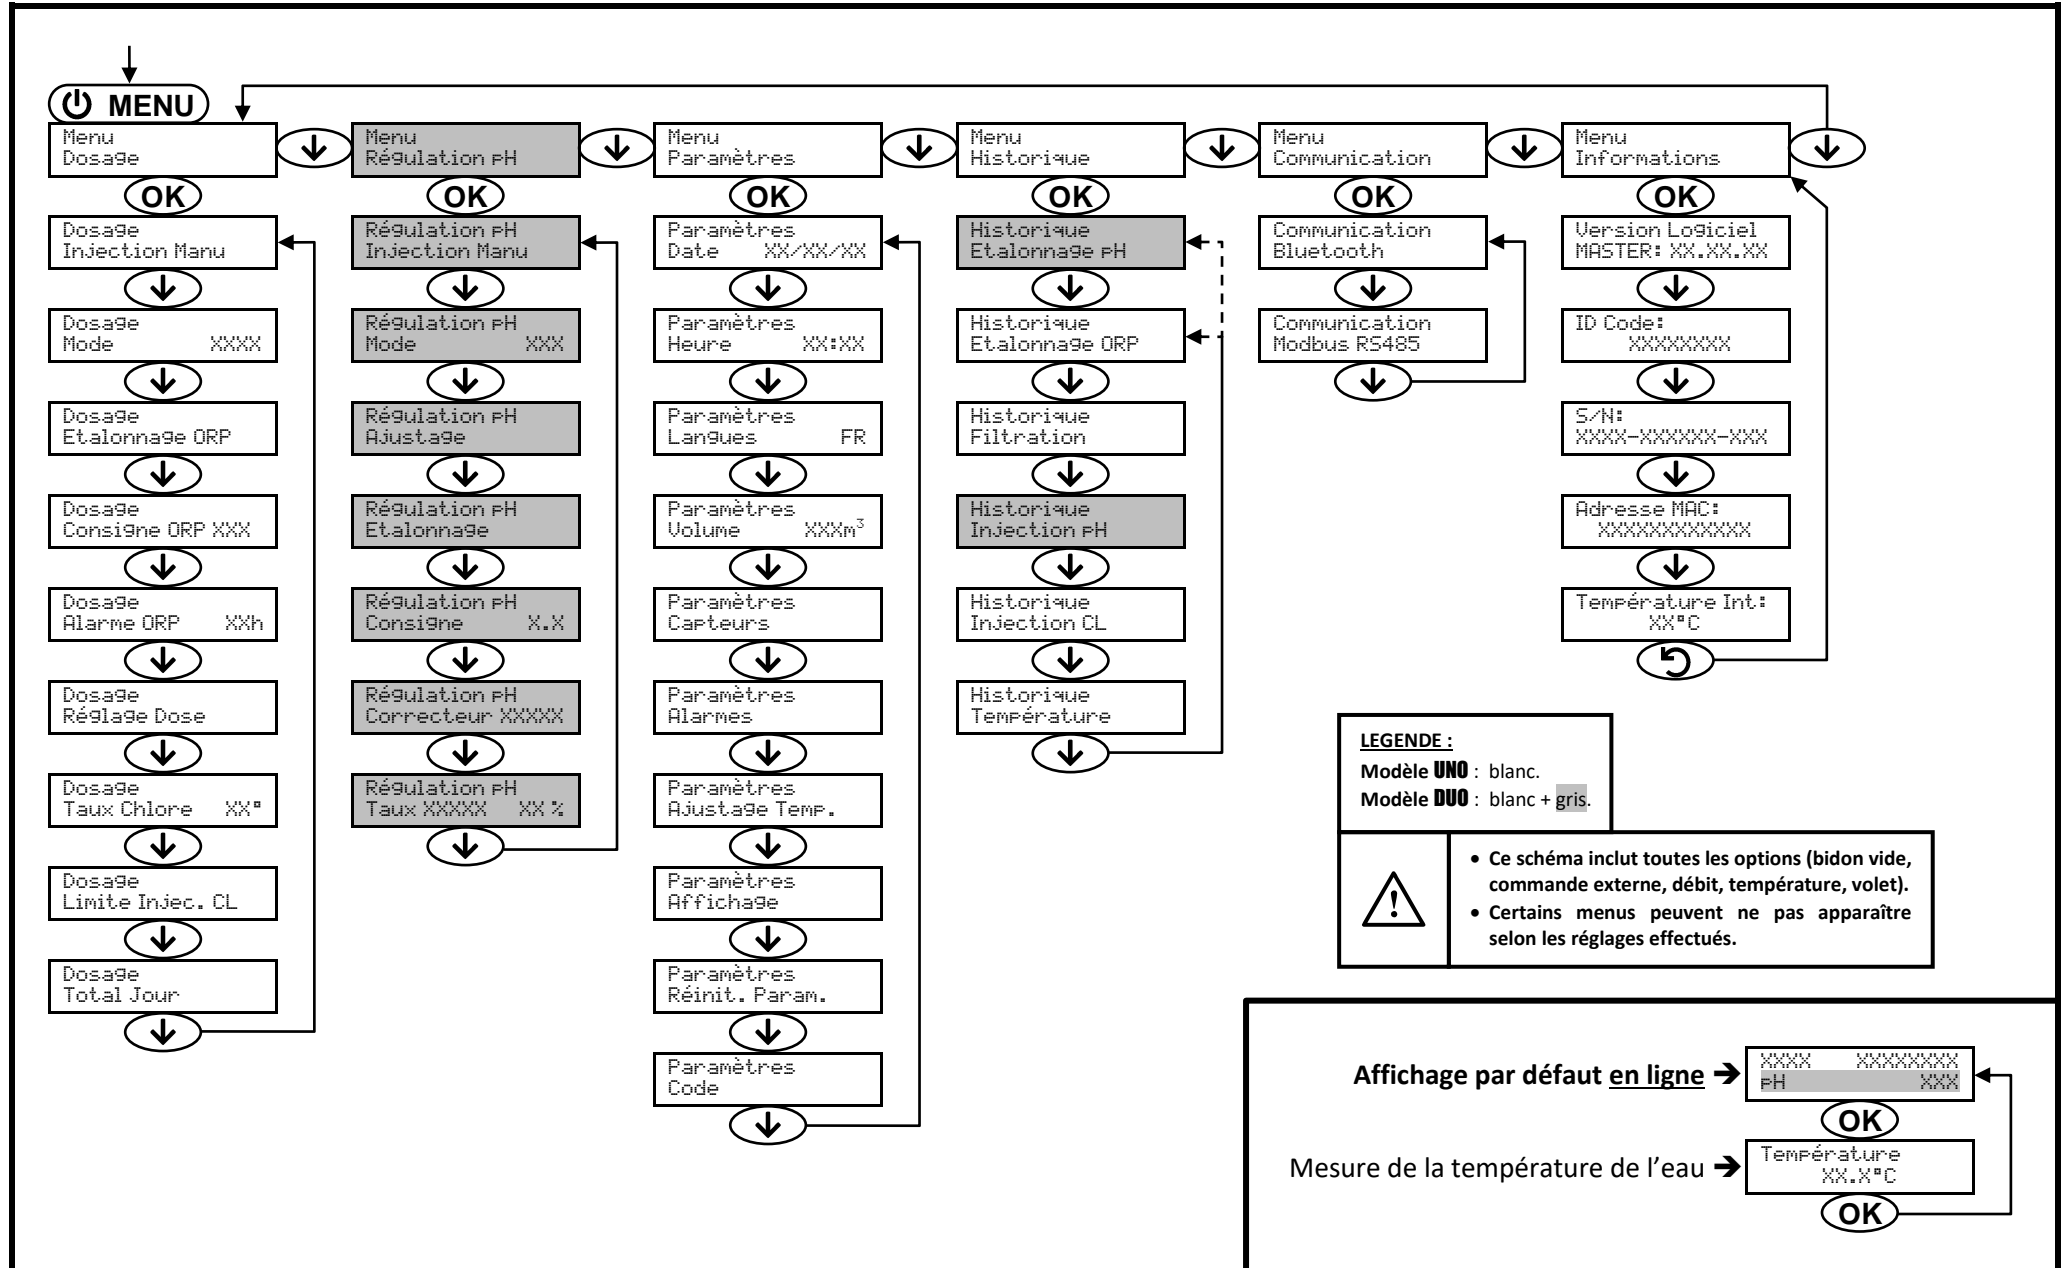 MENU
Menu
Dosage
OK
Dosage
Injection Manu
Dosage
Mode XXXX
Dosage
Etalonnage ORP
Dosage
Consigne ORP XXX
Dosage
Alarme ORP XXh
Dosage
Réglage Dose
Dosage
Taux Chlore XX°
Dosage
Limite Injec. CL
Dosage
Total Jour
Menu
Régulation pH
OK
Régulation pH
Injection Manu
Régulation pH
Mode XXX
Régulation pH
Ajustage
Régulation pH
Etalonnage
Régulation pH
Consigne X.X
Régulation pH
Correcteur XXXXX
Régulation pH
Taux XXXXX XX %
Menu
Paramètres
OK
Paramètres
Date XX/XX/XX
Paramètres
Heure XX:XX
Paramètres
Langues FR
Paramètres
Volume XXXm³
Paramètres
Capteurs
Paramètres
Alarmes
Paramètres
Ajustage Temp.
Paramètres
Affichage
Paramètres
Réinit. Param.
Paramètres
Code
Menu
Historique
OK
Historique
Etalonnage pH
Historique
Etalonnage ORP
Historique
Filtration
Historique
Injection pH
Historique
Injection CL
Historique
Température
Menu
Communication
OK
Communication
Bluetooth
Communication
Modbus RS485
Menu
Informations
OK
Version Logiciel
MASTER: XX.XX.XX
ID Code:
XXXXXXXX
S/N:
XXXX-XXXXXX-XXX
Adresse MAC:
XXXXXXXXXXXX
Température Int:
XX°C
LEGENDE :
Modèle UNO : blanc.
Modèle DUO : blanc + gris.
• Ce schéma inclut toutes les options (bidon vide,
commande externe, débit, température, volet).
• Certains menus peuvent ne pas apparaître
selon les réglages effectués.
Affichage par défaut en ligne ➔
XXXX XXXXXXXX
pH XXX
OK
Mesure de la température de l’eau ➔
Température
XX.X°C
OK